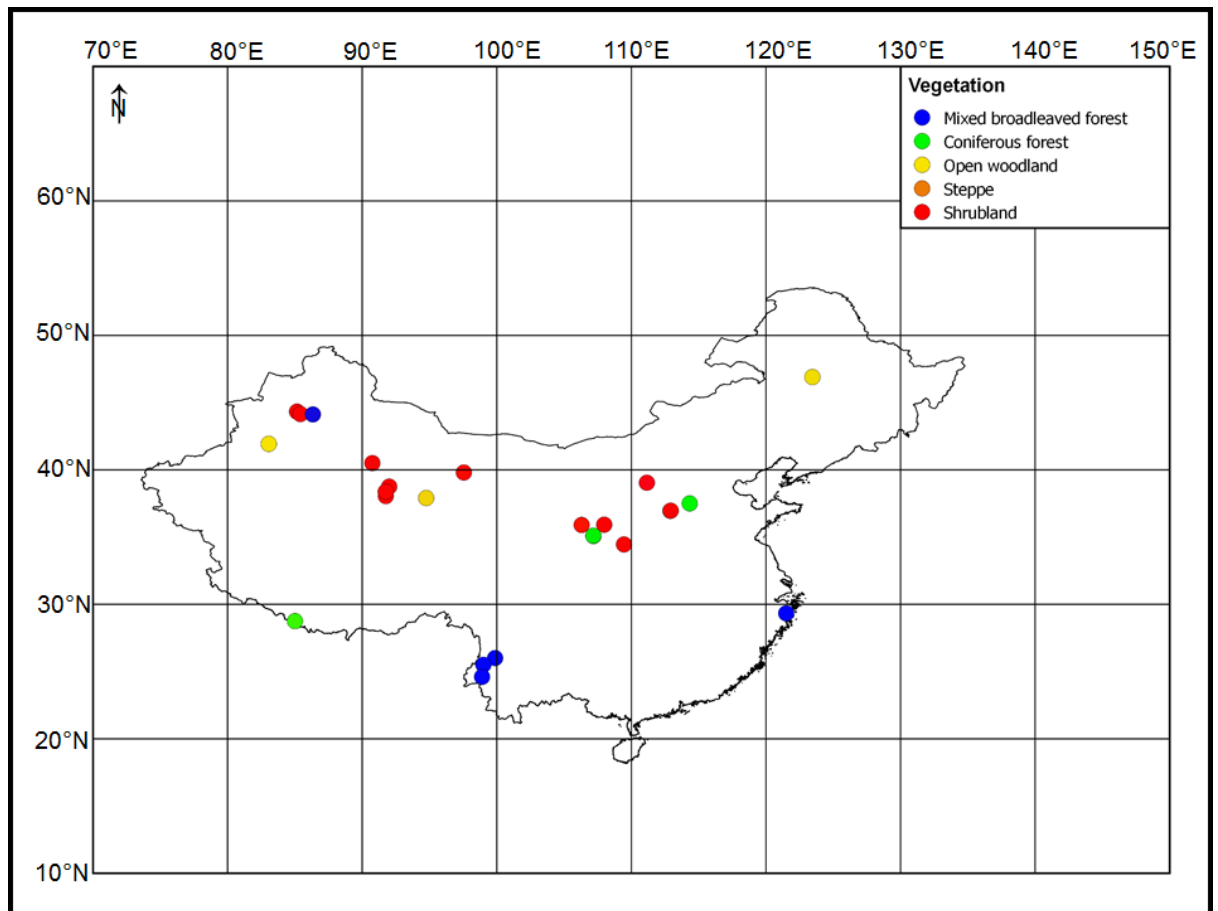 70°E 80°E 90°E 100°E 110°E 120°E 130°E 140°E 150°E
N
Vegetation
Mixed broadleaved forest
Coniferous forest
Open woodland
Steppe
Shrubland
60°N
50°N
40°N
30°N
20°N
10°N